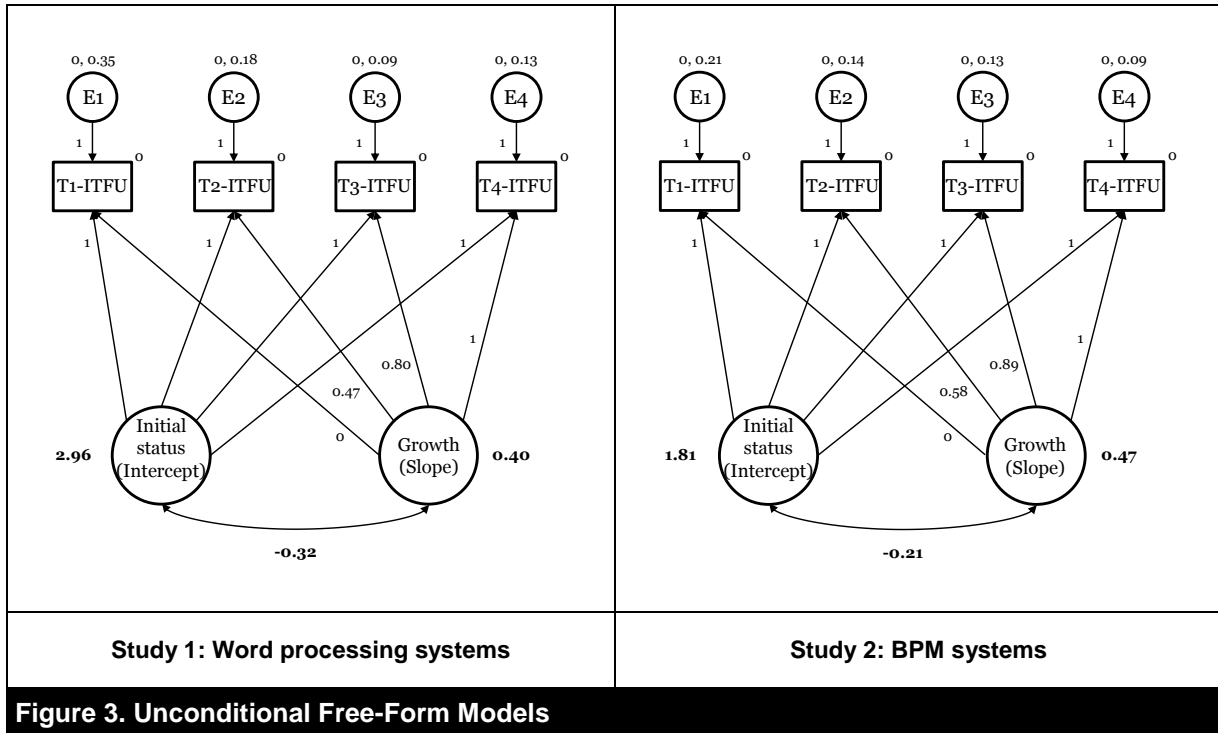 0, 0.35 0, 0.18 0, 0.09 0, 0.13
E1 E2 E3 E4
1 1 1 1
0 0 0 0
T1-ITFU T2-ITFU T3-ITFU T4-ITFU
1 1 1 1
1
0.80
0.47
0
Initial
status
(Intercept)
2.96
Growth
(Slope)
0.40
-0.32
Study 1: Word processing systems
0, 0.21 0, 0.14 0, 0.13 0, 0.09
E1 E2 E3 E4
1 1 1 1
0 0 0 0
T1-ITFU T2-ITFU T3-ITFU T4-ITFU
1 1 1 1
1
0.89
0.58
0
Initial
status
(Intercept)
1.81
Growth
(Slope)
0.47
-0.21
Study 2: BPM systems
Figure 3. Unconditional Free-Form Models